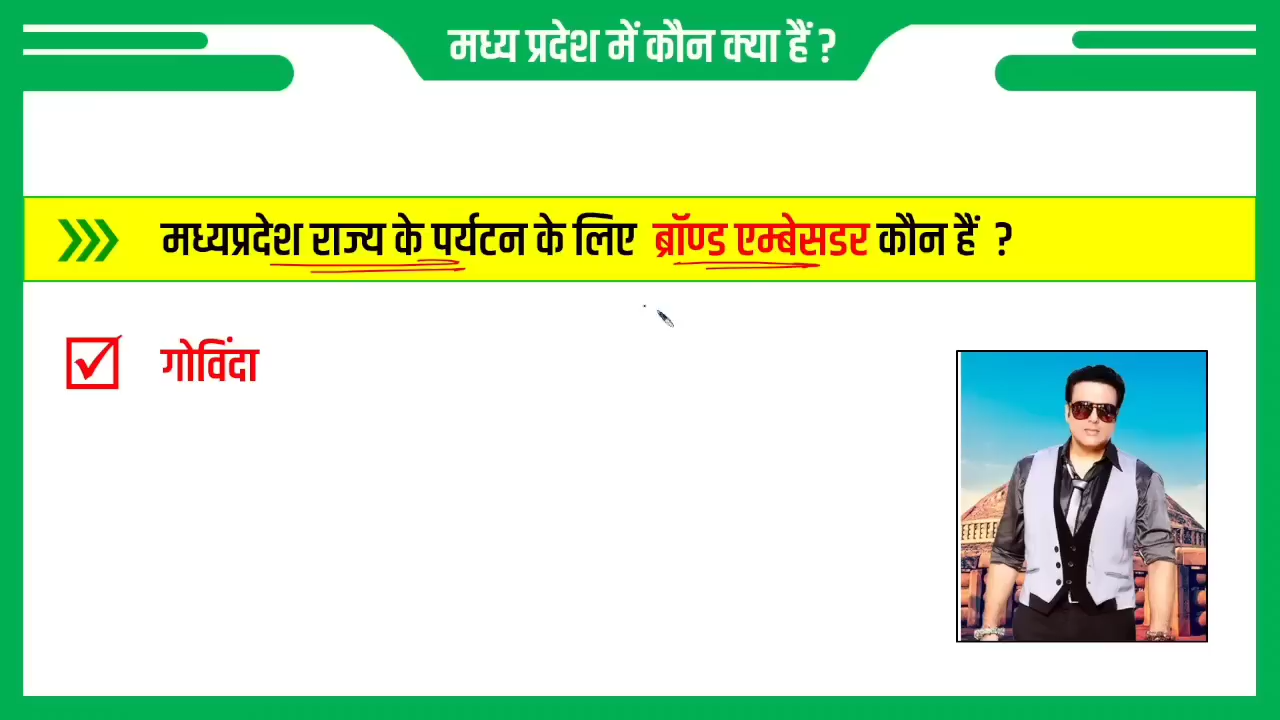 मध्य प्रदेश में कौन क्या हैं ?
मध्यप्रदेश राज्य के पर्यटन के लिए ब्रॉण्ड एम्बेसडर कौन हैं ?
गोविंदा